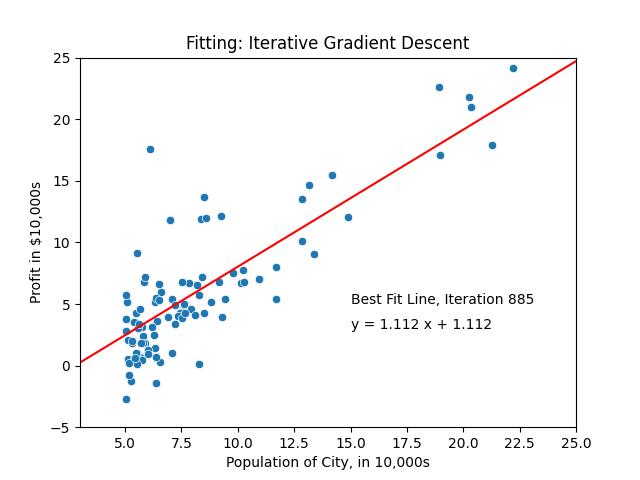 Fitting: Iterative Gradient Descent
Profit in $10,000s
25
20
15
10
5
0
−5
Best Fit Line, Iteration 885
y = 1.112 x + 1.112
5.0 7.5 10.0 12.5 15.0 17.5 20.0 22.5 25.0
Population of City, in 10,000s